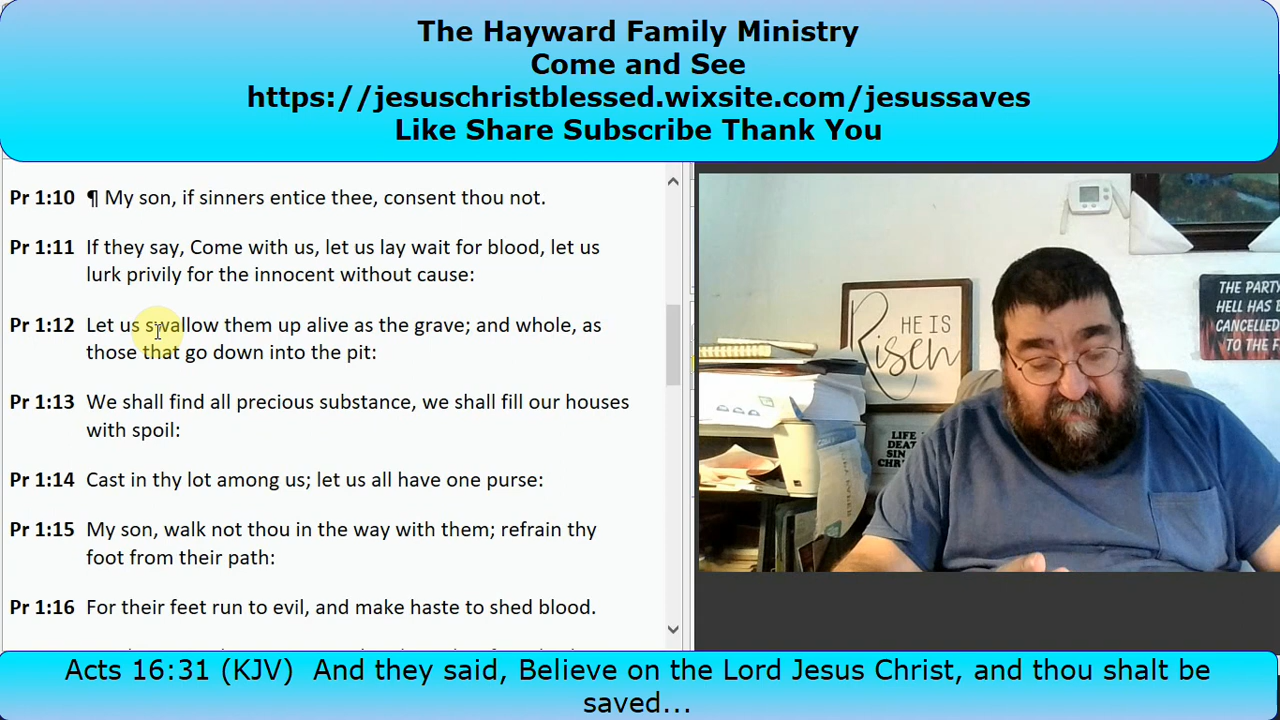 The Hayward Family Ministry
Come and See
https://jesuschristblessed.wixsite.com/jesussaves
Like Share Subscribe Thank You
Pr 1:10 ¶ My son, if sinners entice thee, consent thou not.
Pr 1:11 If they say, Come with us, let us lay wait for blood, let us
lurk privily for the innocent without cause:
Pr 1:12 Let us swallow them up alive as the grave; and whole, as
those that go down into the pit:
Pr 1:13 We shall find all precious substance, we shall fill our houses
with spoil:
Pr 1:14 Cast in thy lot among us; let us all have one purse:
Pr 1:15 My son, walk not thou in the way with them; refrain thy
foot from their path:
Pr 1:16 For their feet run to evil, and make haste to shed blood.
HE IS
Risen
THE PARTY
HELL HAS
CANCELLED
TO THE F
LIFE
DEA
SIN
CHR
Acts 16:31 (KJV) And they said, Believe on the Lord Jesus Christ, and thou shalt be
saved...